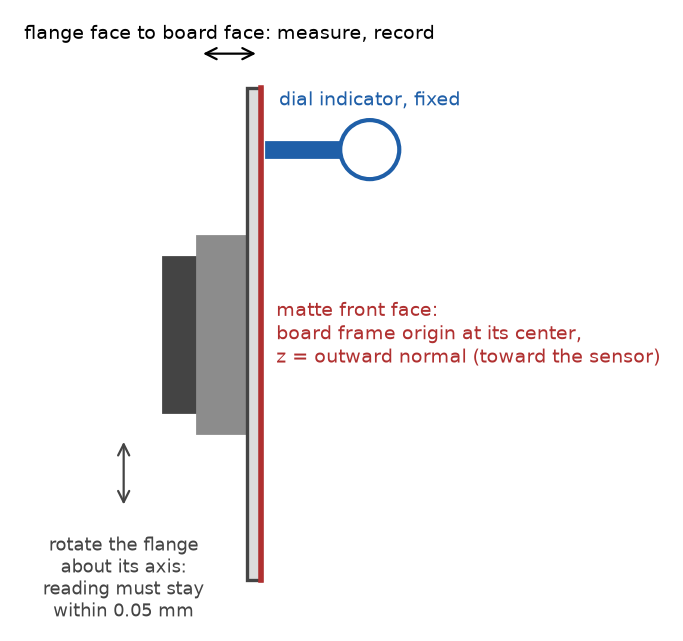 flange face to board face: measure, record
dial indicator, fixed
matte front face:
board frame origin at its center,
z = outward normal (toward the sensor)
rotate the flange
about its axis:
reading must stay
within 0.05 mm